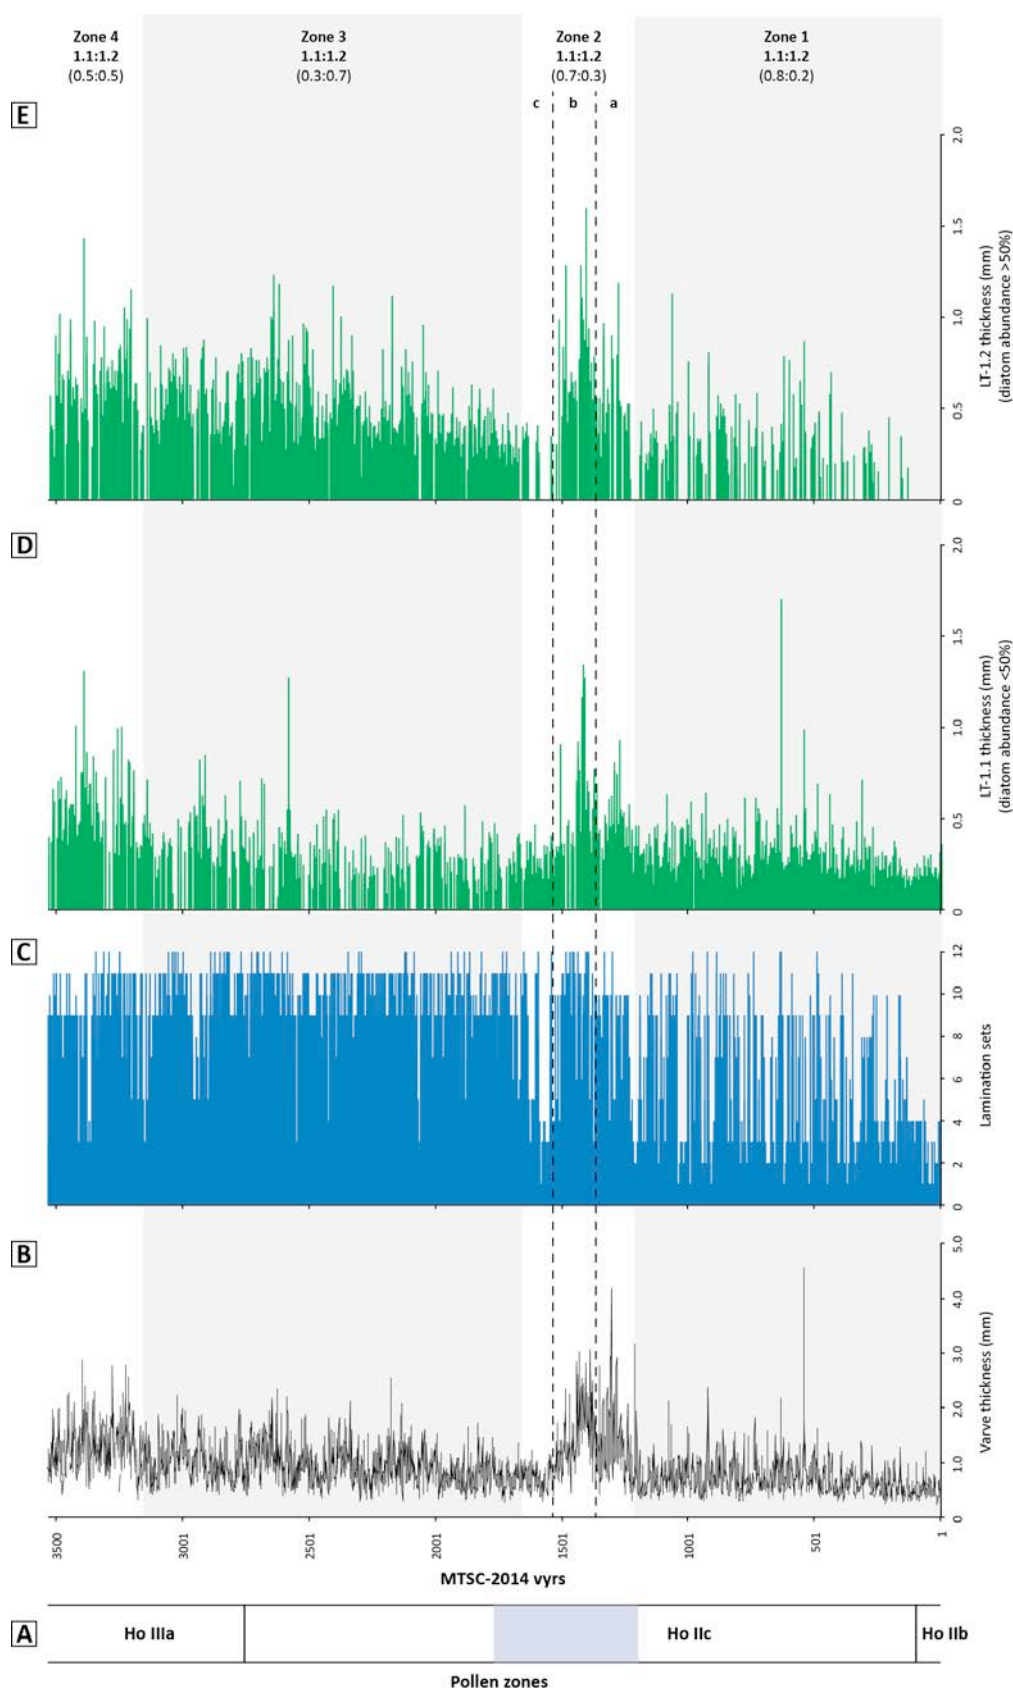 Zone 4
1.1:1.2
(0.5:0.5)
Zone 3
1.1:1.2
(0.3:0.7)
Zone 2
1.1:1.2
(0.7:0.3)
Zone 1
1.1:1.2
(0.8:0.2)
c
b
a
E
2.0
1.5
1.0
0.5
0
LT-1.2 thickness (mm)
(diatom abundance >50%)
D
2.0
1.5
1.0
0.5
0
LT-1.1 thickness (mm)
(diatom abundance <50%)
C
12
10
8
6
4
2
0
Lamination sets
B
5.0
4.0
3.0
2.0
1.0
0
Varve thickness (mm)
3500
3001
2501
2001
1501
1001
501
1
MTSC-2014 vyrs
A
Ho IIIa
Ho IIc
Ho IIb
Pollen zones